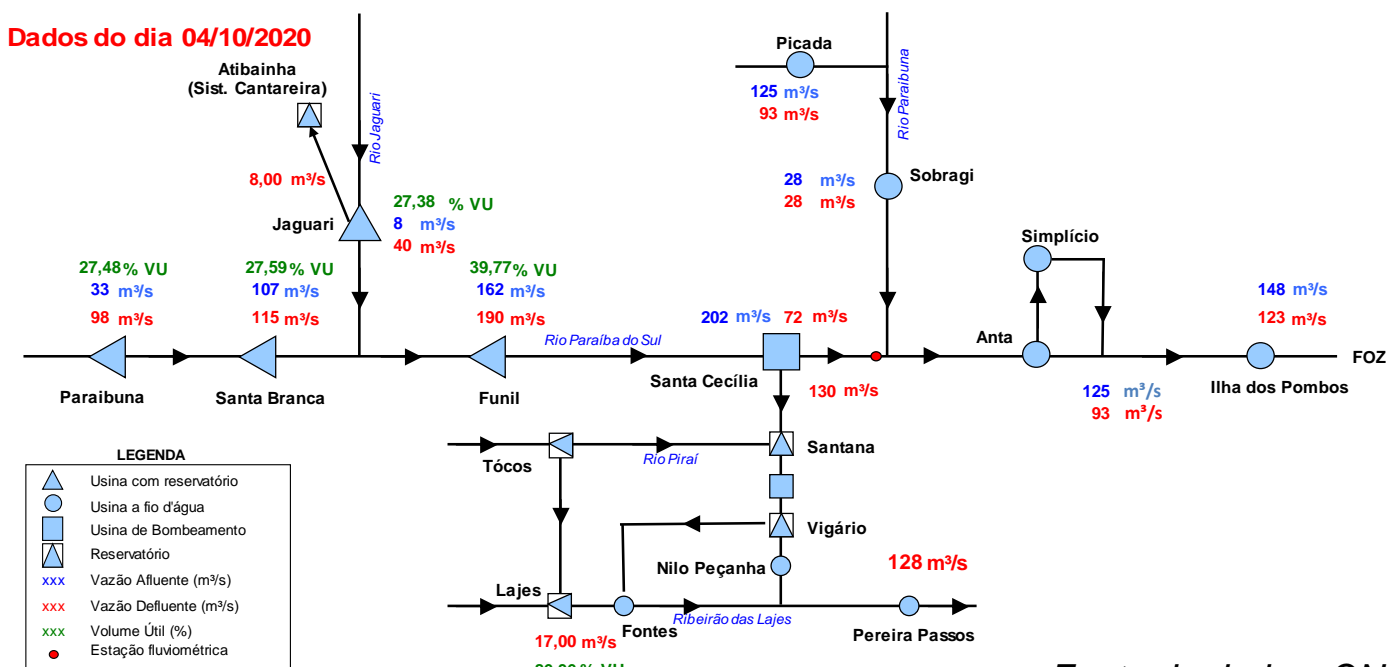 Dados do dia 04/10/2020
Atibainha
(Sist. Cantareira)
Rio Jaguari
8,00 m³/s
Jaguari
27,38 % VU
8 m³/s
40 m³/s
Picada
125 m³/s
93 m³/s
Rio Paraibuna
28 m³/s
28 m³/s
Sobragi
Simplício
27,48% VU
33 m³/s
98 m³/s
Paraibuna
27,59% VU
107 m³/s
115 m³/s
Santa Branca
39,77% VU
162 m³/s
190 m³/s
Funil
Rio Paraíba do Sul
202 m³/s 72 m³/s
Santa Cecília
130 m³/s
Anta
125 m³/s
93 m³/s
148 m³/s
123 m³/s
Ilha dos Pombos
FOZ
Tócos
Rio Piraí
Santana
Vigário
Nilo Peçanha
128 m³/s
Lajes
17,00 m³/s
Fontes
Ribeirão das Lajes
Pereira Passos
LEGENDA
Usina com reservatório
Usina a fio d'água
Usina de Bombeamento
Reservatório
xxx Vazão Afluente (m³/s)
xxx Vazão Defluente (m³/s)
xxx Volume Útil (%)
Estação fluviométrica
% VU